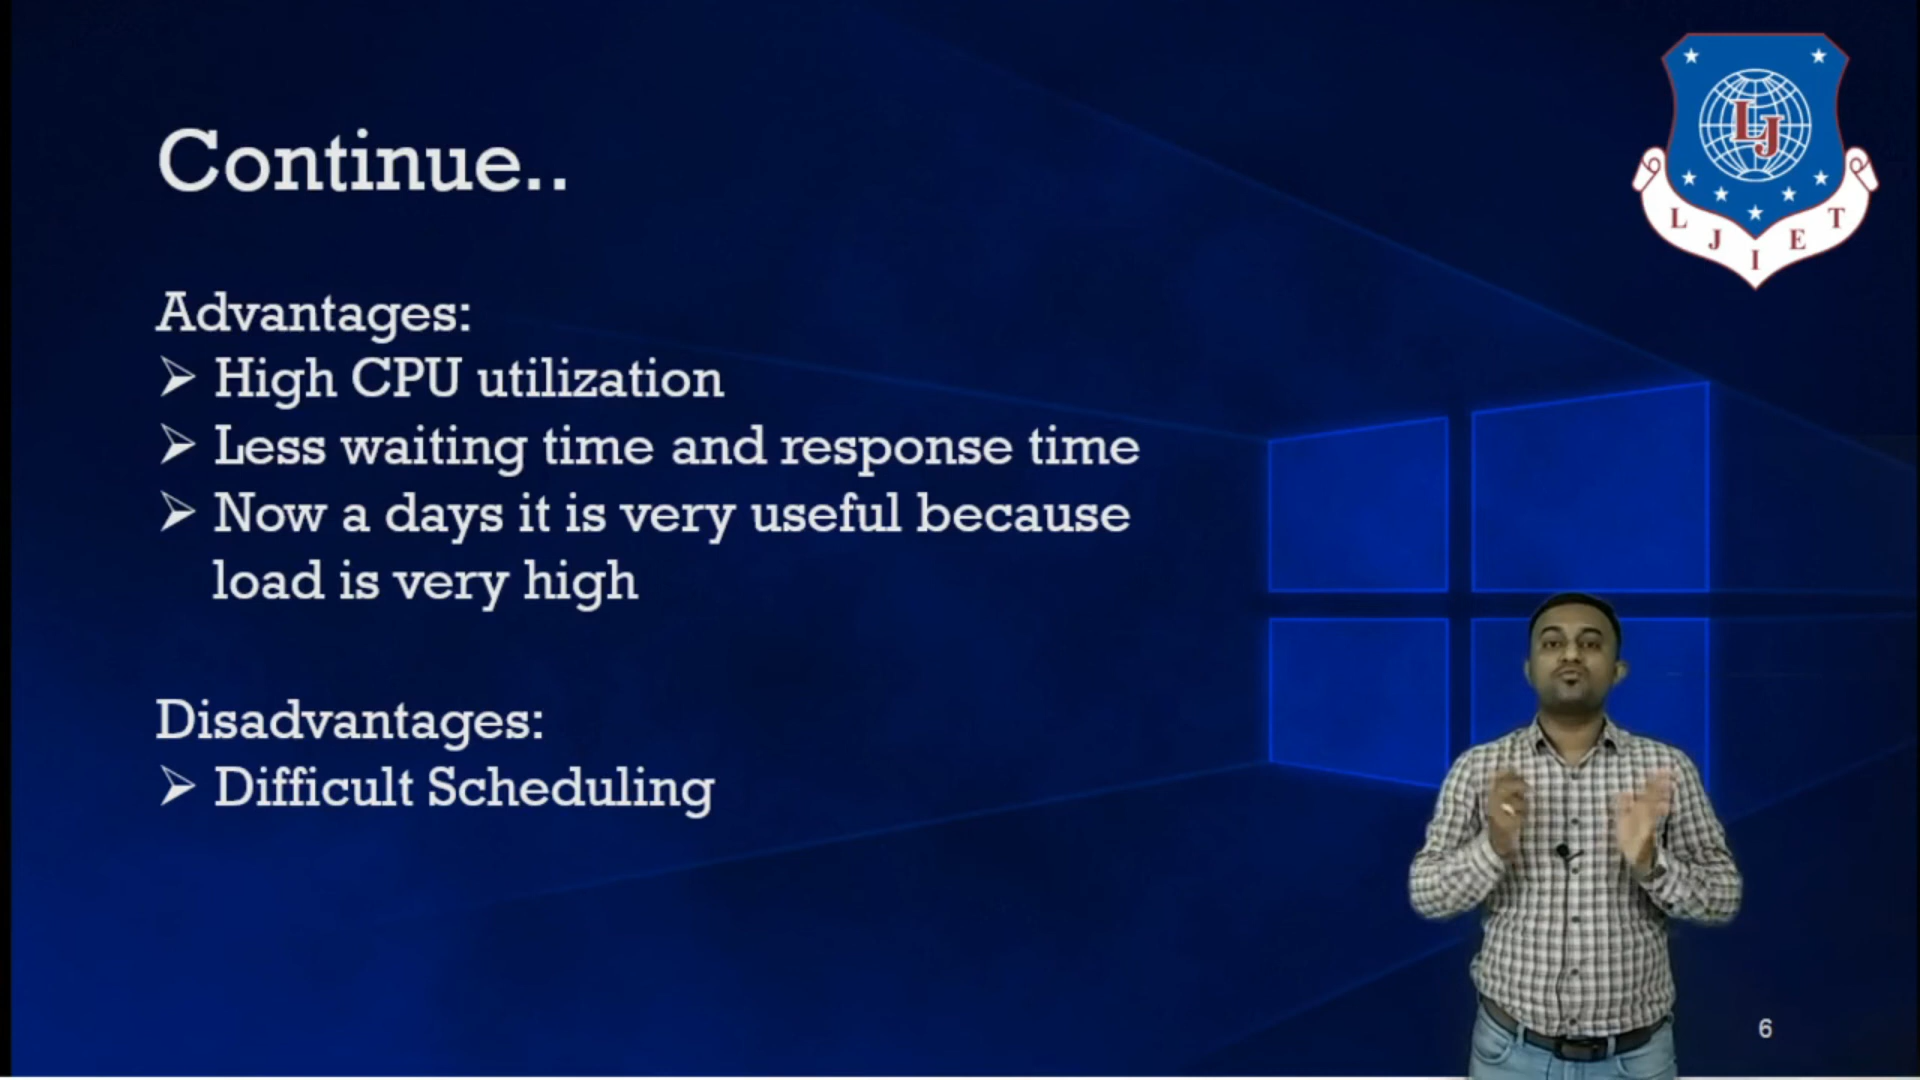 Continue..
Advantages:
➢ High CPU utilization
➢ Less waiting time and response time
➢ Now a days it is very useful because
load is very high
Disadvantages:
➢ Difficult Scheduling
LJ
L J I E T
6